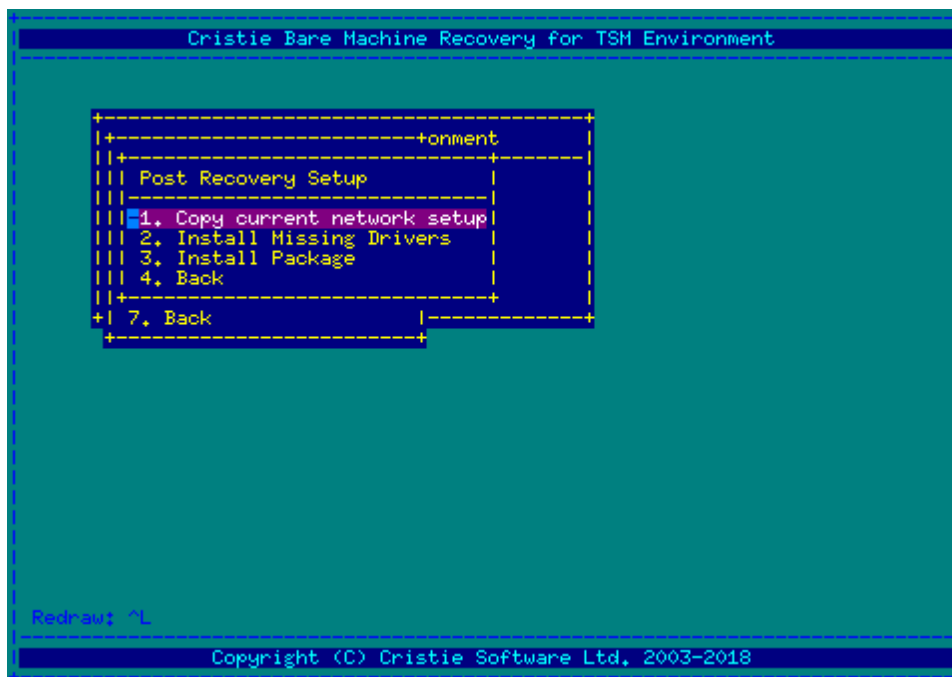 Cristie Bare Machine Recovery for TSM Environment
onment
Post Recovery Setup
1. Copy current network setup
2. Install Missing Drivers
3. Install Package
4. Back
7. Back
Redraw: ^L
Copyright (C) Cristie Software Ltd. 2003-2018